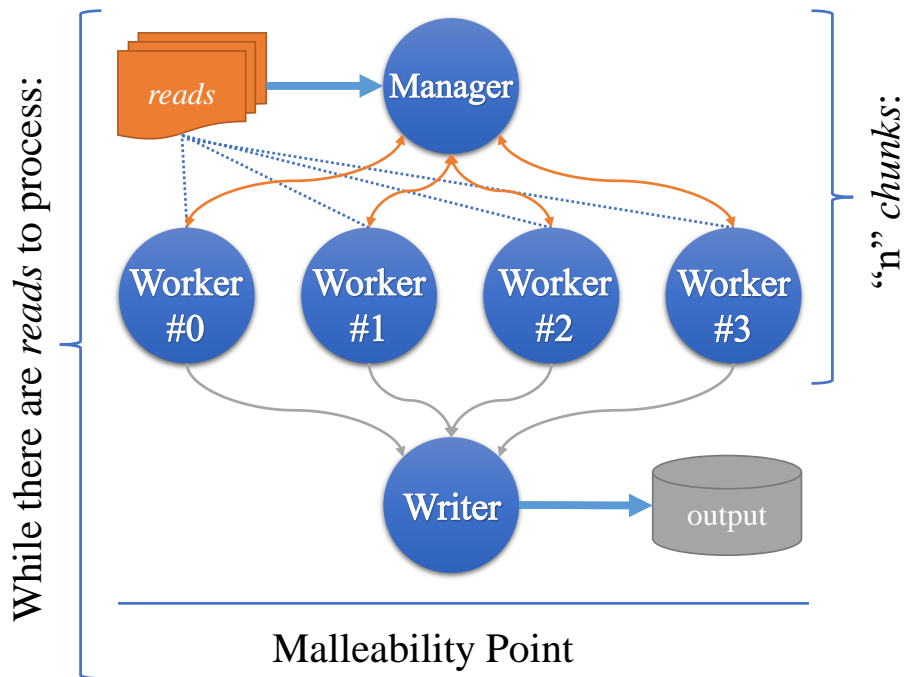 While there are reads to process:
reads
Manager
“n” chunks:
Worker
#0
Worker
#1
Worker
#2
Worker
#3
Writer
output
Malleability Point